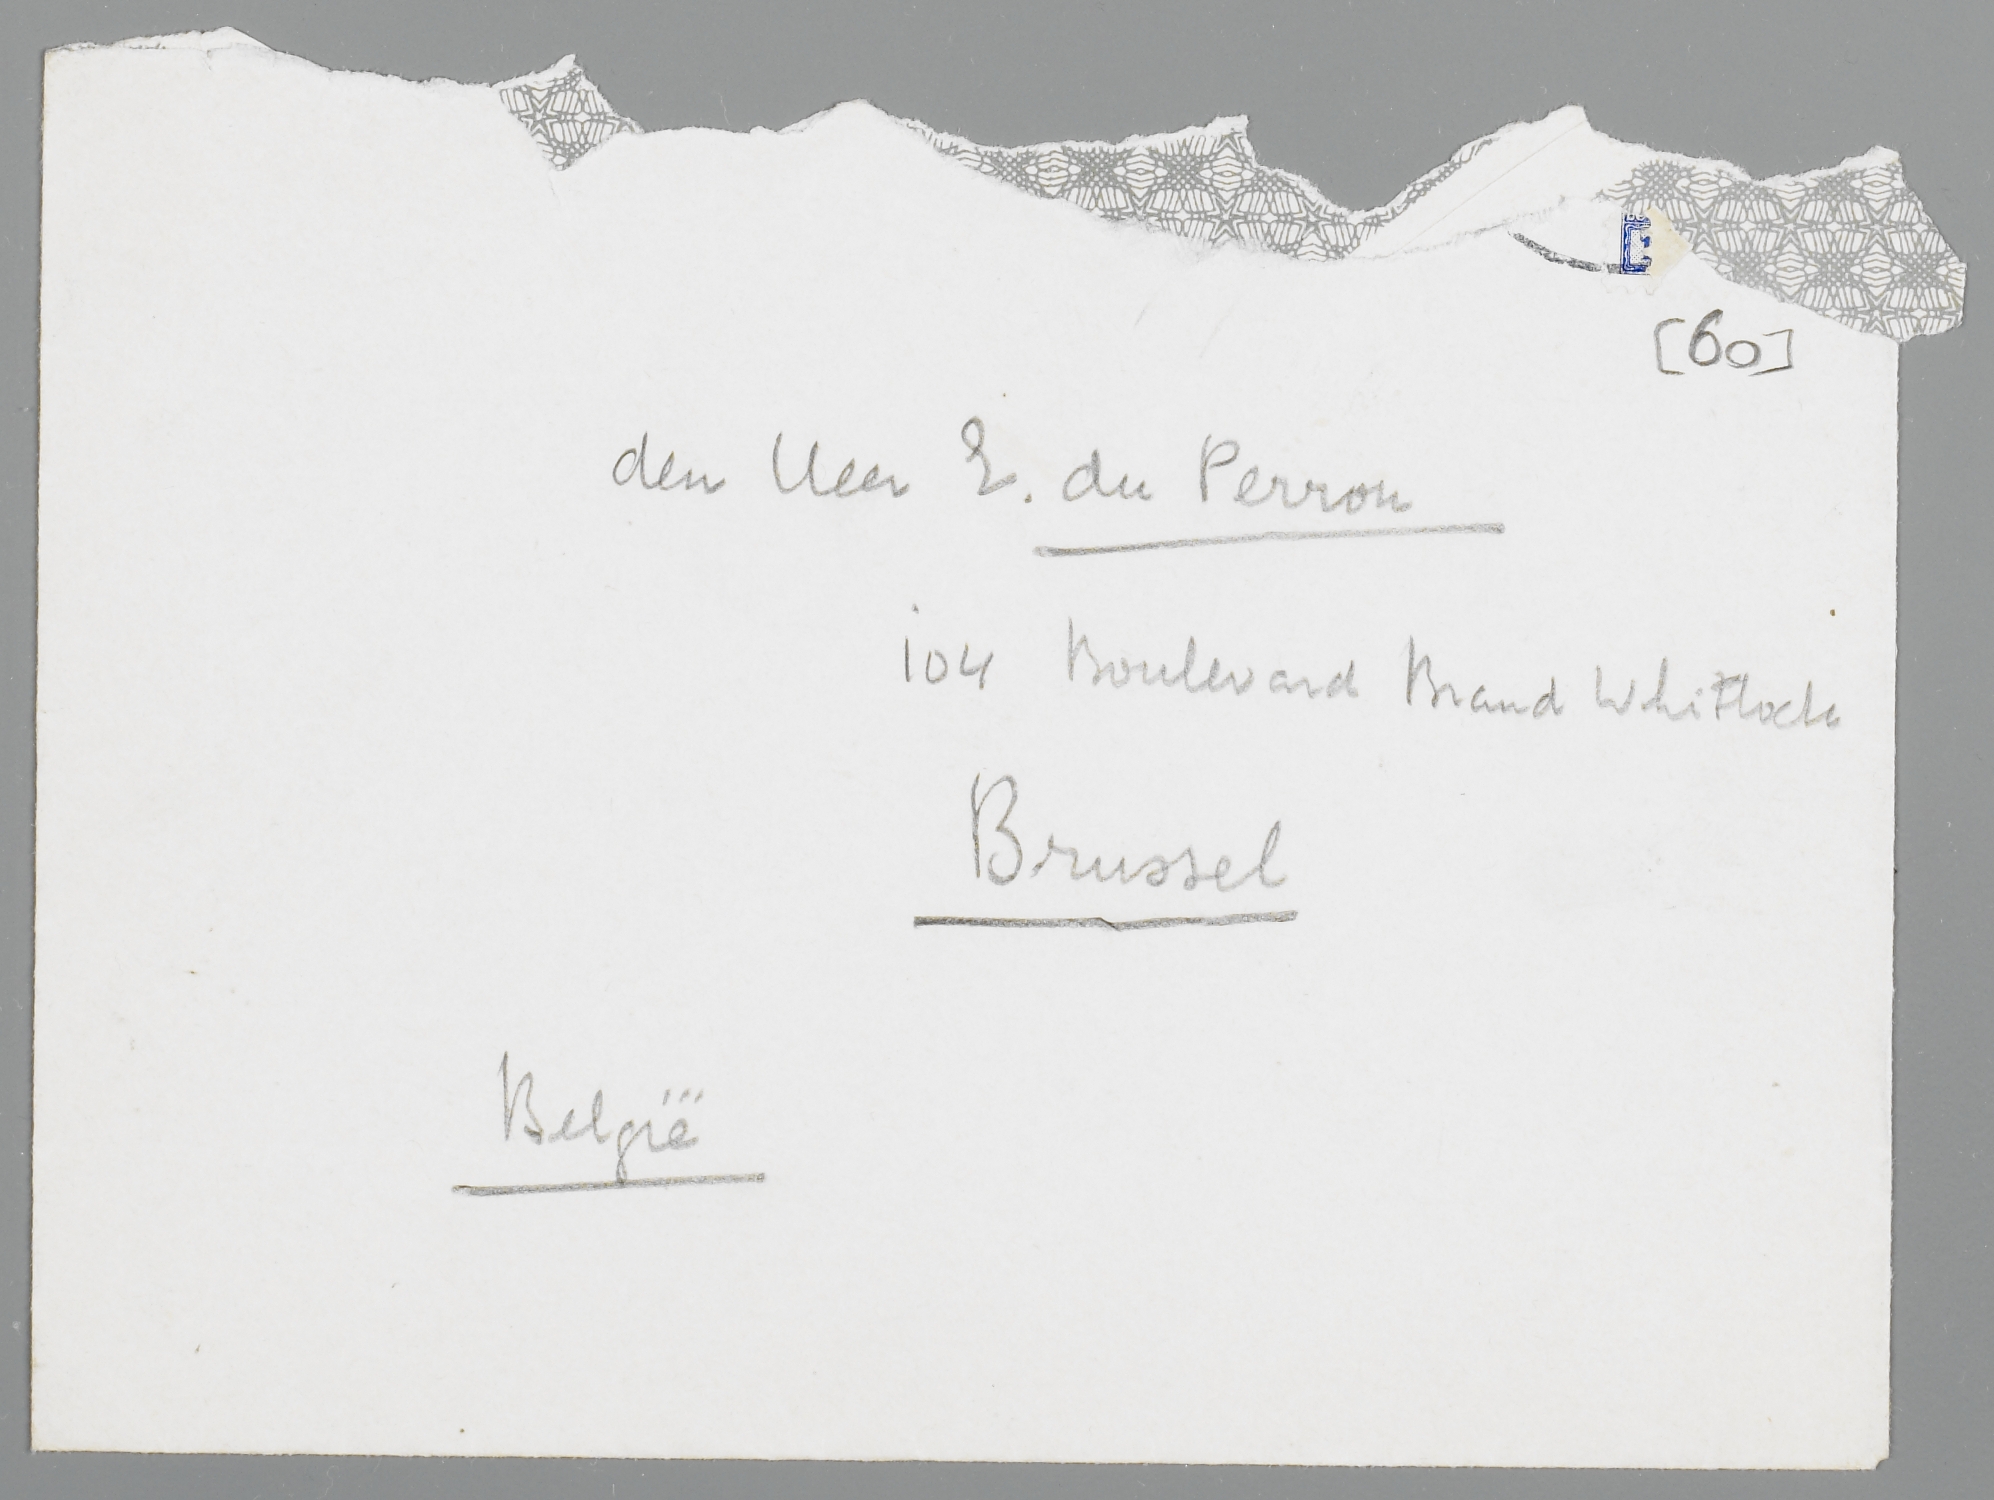 [60]
den Heer E. du Perron
104 Boulevard Brand Whitlock
Brussel
België